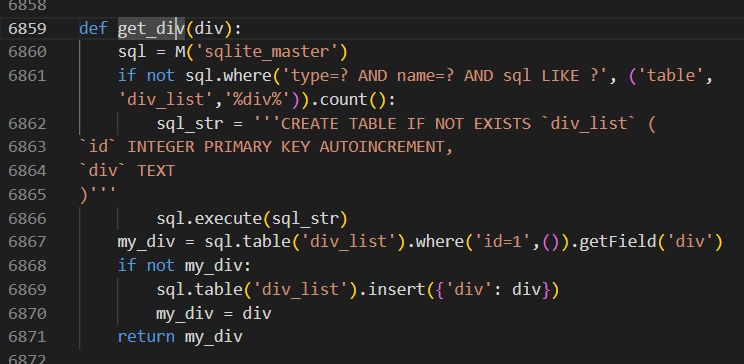 6858
6859 def get_div(div):
6860     sql = M('sqlite_master')
6861     if not sql.where('type=? AND name=? AND sql LIKE ?', ('table',
    'div_list','%div%')).count():
6862         sql_str = '''CREATE TABLE IF NOT EXISTS `div_list` (
6863 `id` INTEGER PRIMARY KEY AUTOINCREMENT,
6864 `div` TEXT
6865 )'''
6866         sql.execute(sql_str)
6867     my_div = sql.table('div_list').where('id=1',()).getField('div')
6868     if not my_div:
6869         sql.table('div_list').insert({'div': div})
6870         my_div = div
6871     return my_div
6872